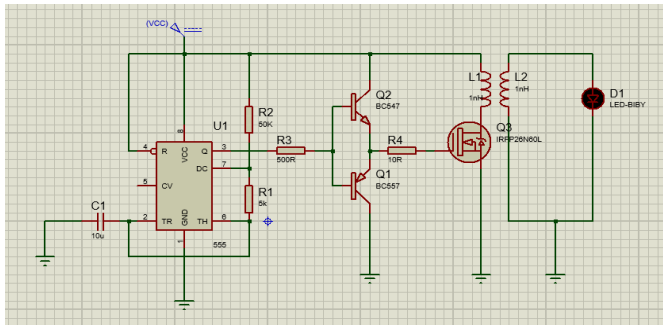 (VCC)
L1
1nH
L2
1nH
D1
LED-BIBY
Q2
BC547
R2
50K
U1
Q3
IRFP26N60L
R3
500R
R4
10R
4
R
8
VCC
Q
3
DC
7
5
CV
Q1
BC557
R1
5k
C1
10u
2
TR
GND
1
TH
6
555